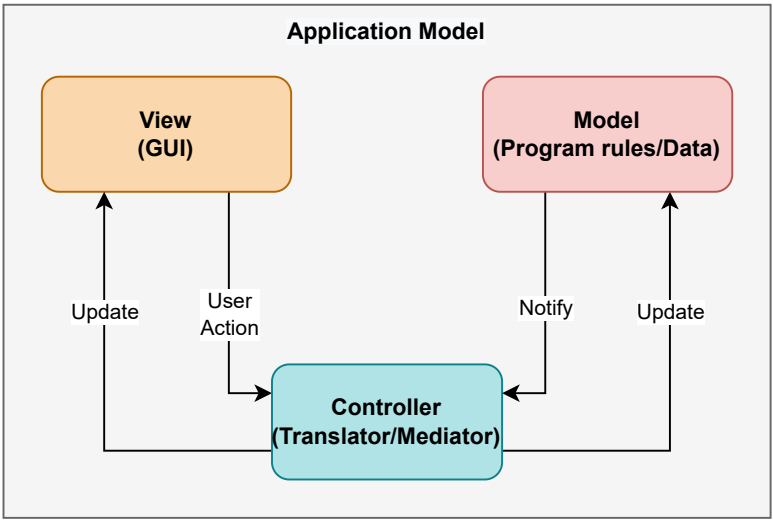 Application Model
View
(GUI)
Model
(Program rules/Data)
Update
User
Action
Notify
Update
Controller
(Translator/Mediator)